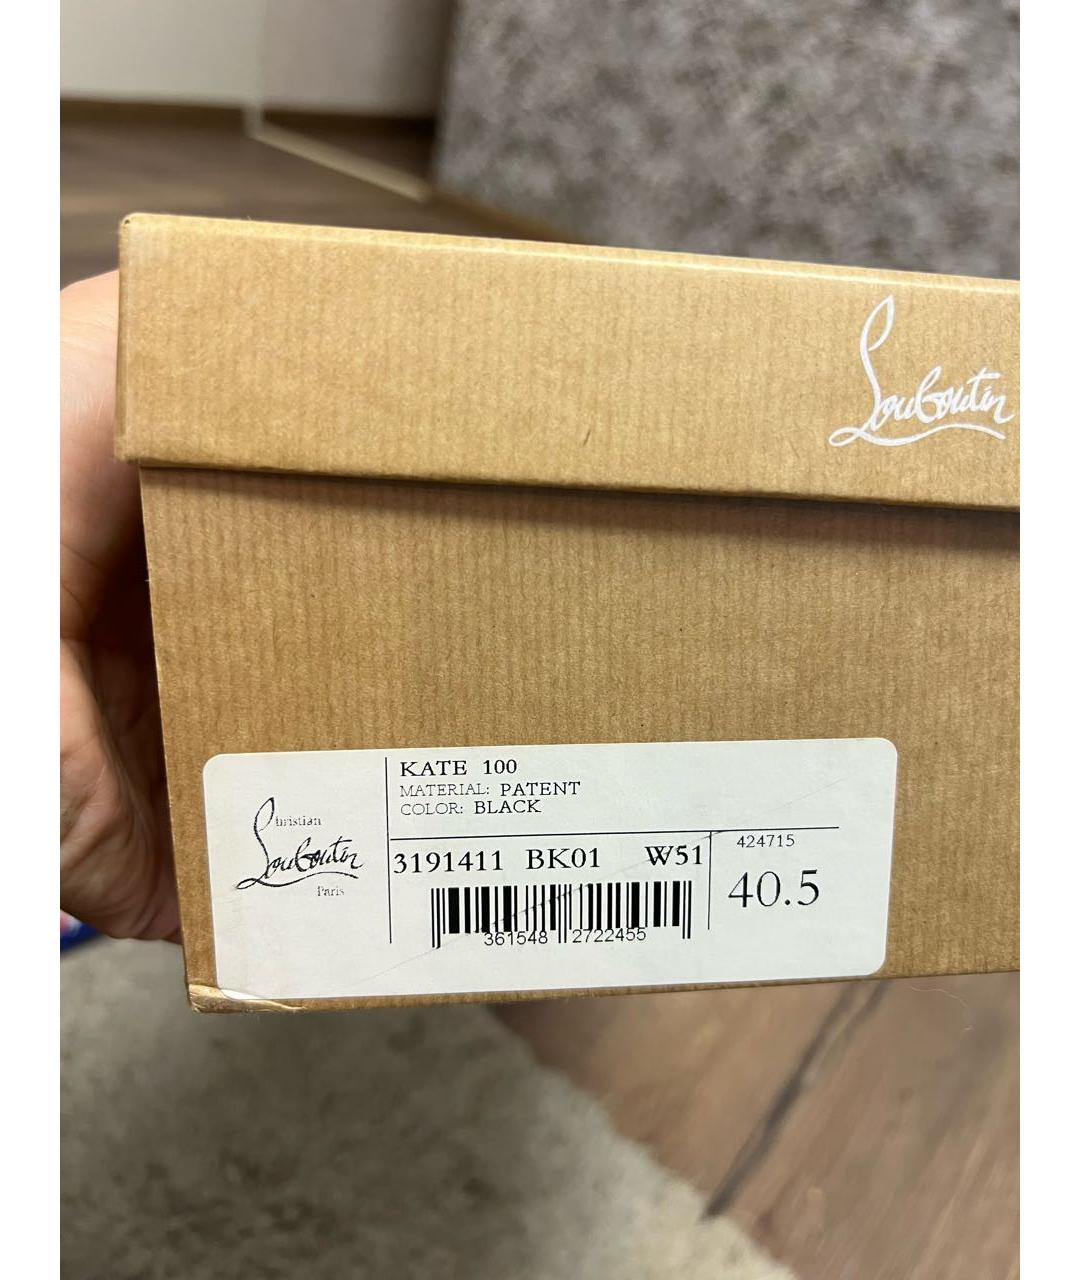 Louboutin
KATE 100
MATERIAL: PATENT
COLOR: BLACK
Christian
Louboutin
Paris
3191411 BK01 W51
424715
40.5
361548 2722455